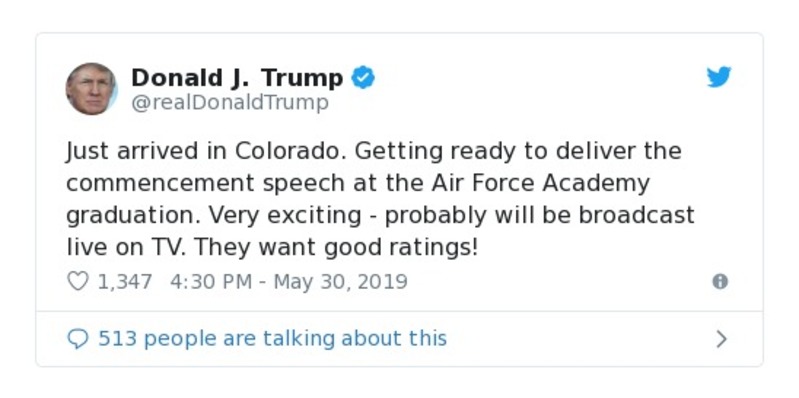 Donald J. Trump
@realDonaldTrump
Just arrived in Colorado. Getting ready to deliver the
commencement speech at the Air Force Academy
graduation. Very exciting - probably will be broadcast
live on TV. They want good ratings!
1,347 4:30 PM - May 30, 2019
513 people are talking about this